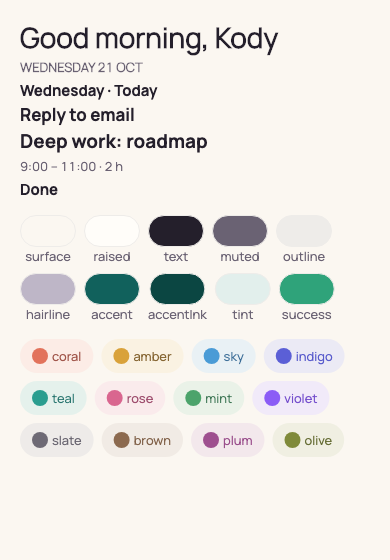 Good morning, Kody
WEDNESDAY 21 OCT
Wednesday · Today
Reply to email
Deep work: roadmap
9:00 – 11:00 · 2 h
Done
surface raised text muted outline
hairline accent accentInk tint success
coral amber sky indigo
teal rose mint violet
slate brown plum olive